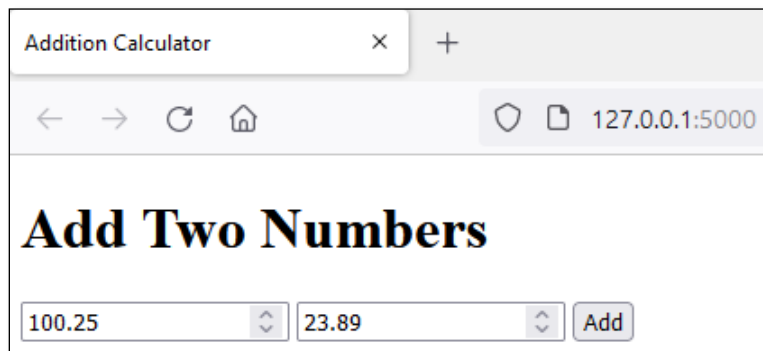 Addition Calculator
127.0.0.1:5000
Add Two Numbers
100.25 23.89 Add